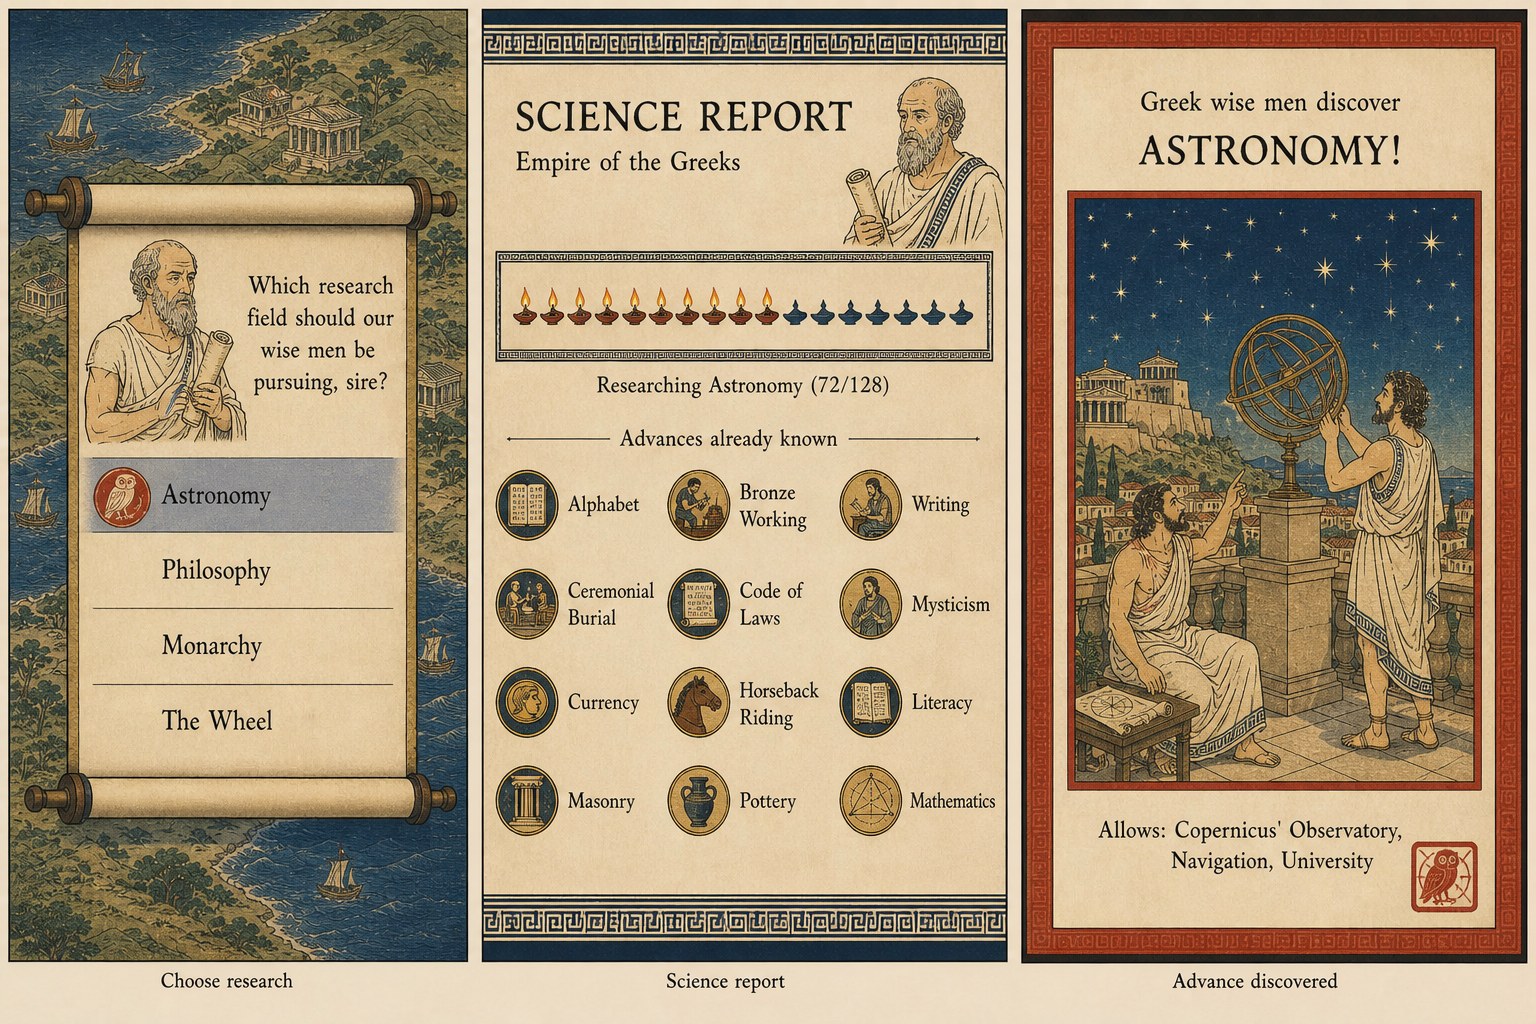 Which research
field should our
wise men be
pursuing, sire?
Astronomy
Philosophy
Monarchy
The Wheel
Choose research
SCIENCE REPORT
Empire of the Greeks
Researching Astronomy (72/128)
Advances already known
Alphabet
Bronze
Working
Writing
Ceremonial
Burial
Code of
Laws
Mysticism
Currency
Horseback
Riding
Literacy
Masonry
Pottery
Mathematics
Science report
Greek wise men discover
ASTRONOMY!
Allows: Copernicus' Observatory,
Navigation, University
Advance discovered